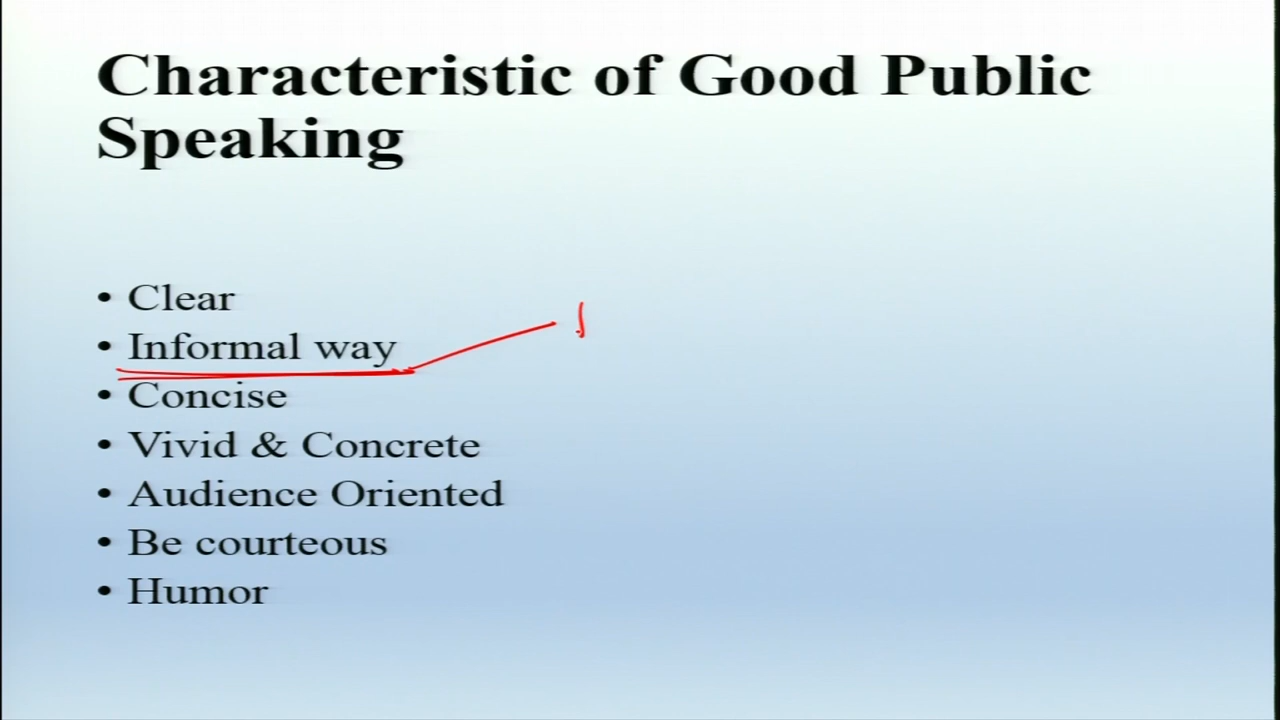 Characteristic of Good Public
Speaking
• Clear
• Informal way
• Concise
• Vivid & Concrete
• Audience Oriented
• Be courteous
• Humor